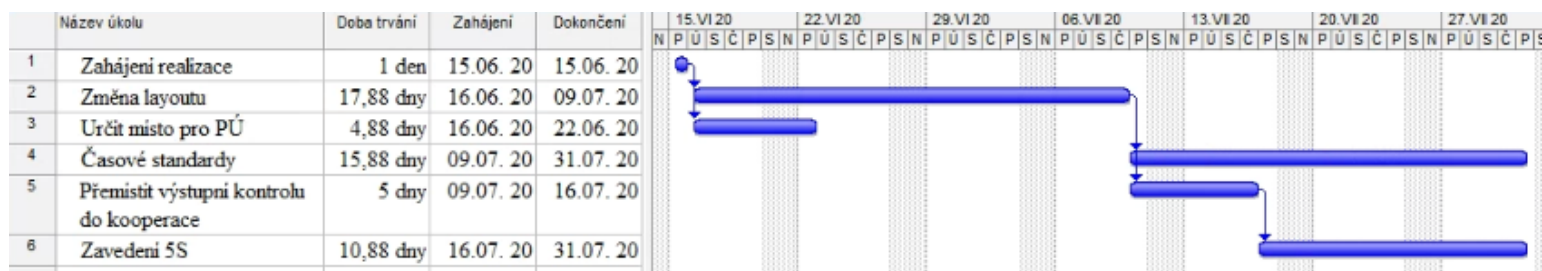 Název úkolu Doba trvání Zahájení Dokončení 15.VI 20 22.VI 20 29.VI 20 06.VII 20 13.VII 20 20.VII 20 27.VII 20
N P Ú S Č P S N P Ú S Č P S N P Ú S Č P S N P Ú S Č P S N P Ú S Č P S N P Ú S Č P S N P Ú S Č P S
1 Zahájení realizace 1 den 15.06. 20 15.06. 20
2 Změna layoutu 17,88 dny 16.06. 20 09.07. 20
3 Určit místo pro PÚ 4,88 dny 16.06. 20 22.06. 20
4 Časové standardy 15,88 dny 09.07. 20 31.07. 20
5 Přemístit výstupní kontrolu 5 dny 09.07. 20 16.07. 20
do kooperace
6 Zavedení 5S 10,88 dny 16.07. 20 31.07. 20